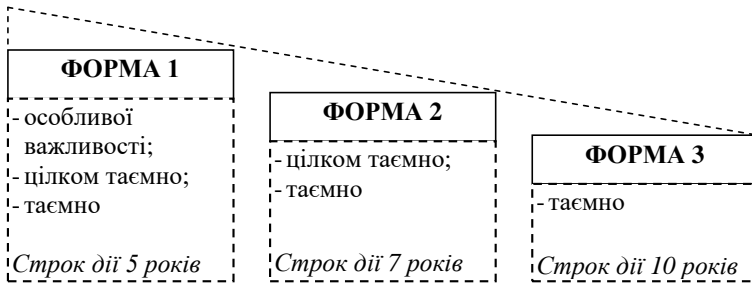 ФОРМА 1
- особливої
важливості;
- цілком таємно;
- таємно
Строк дії 5 років
ФОРМА 2
- цілком таємно;
- таємно
Строк дії 7 років
ФОРМА 3
- таємно
Строк дії 10 років